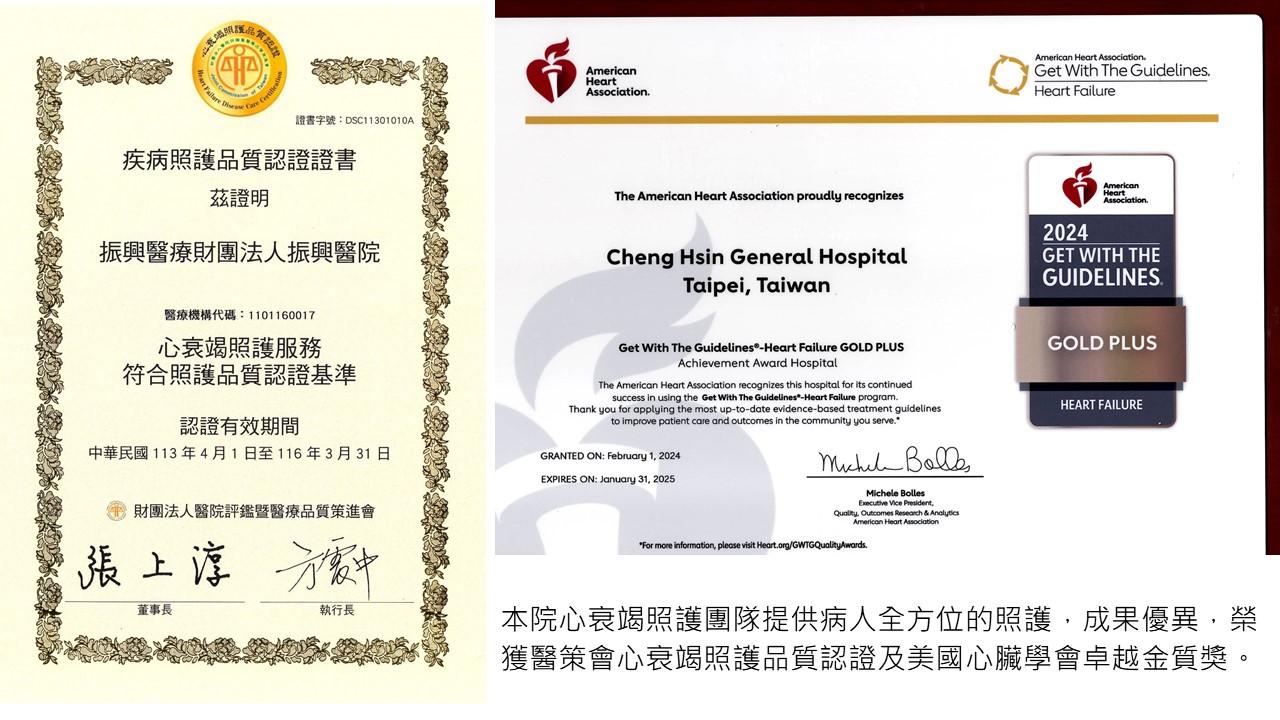 心衰竭照護品質認證
Joint Commission of Taiwan
Heart Failure Disease Care Certification
證書字號：DSC11301010A
疾病照護品質認證證書
茲證明
振興醫療財團法人振興醫院
醫療機構代碼：1101160017
心衰竭照護服務
符合照護品質認證基準
認證有效期間
中華民國 113 年 4 月 1 日至 116 年 3 月 31 日
財團法人醫院評鑑暨醫療品質策進會
張上淳
董事長
執行長
American
Heart
Association.
American Heart Association.
Get With The Guidelines.
Heart Failure
The American Heart Association proudly recognizes
Cheng Hsin General Hospital
Taipei, Taiwan
Get With The Guidelines®-Heart Failure GOLD PLUS
Achievement Award Hospital
The American Heart Association recognizes this hospital for its continued
success in using the Get With The Guidelines®-Heart Failure program.
Thank you for applying the most up-to-date evidence-based treatment guidelines
to improve patient care and outcomes in the community you serve.*
GRANTED ON: February 1, 2024
EXPIRES ON: January 31, 2025
Michele Bolles
Michele Bolles
Executive Vice President,
Quality, Outcomes Research & Analytics
American Heart Association
*For more information, please visit Heart.org/GWTGQualityAwards.
American
Heart
Association.
2024
GET WITH THE
GUIDELINES®
GOLD PLUS
HEART FAILURE
本院心衰竭照護團隊提供病人全方位的照護，成果優異，榮
獲醫策會心衰竭照護品質認證及美國心臟學會卓越金質獎。